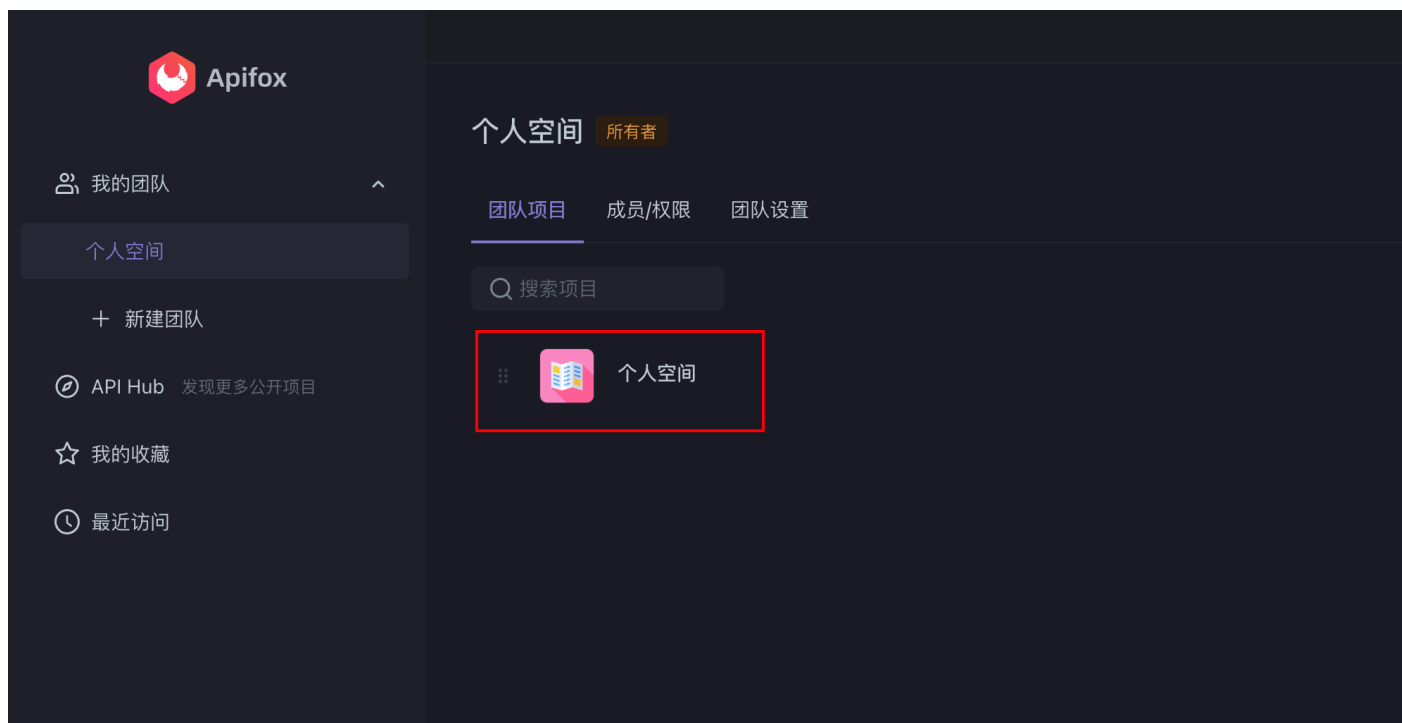 Apifox
我的团队
个人空间
新建团队
API Hub 发现更多公开项目
我的收藏
最近访问
个人空间 所有者
团队项目 成员/权限 团队设置
搜索项目
个人空间